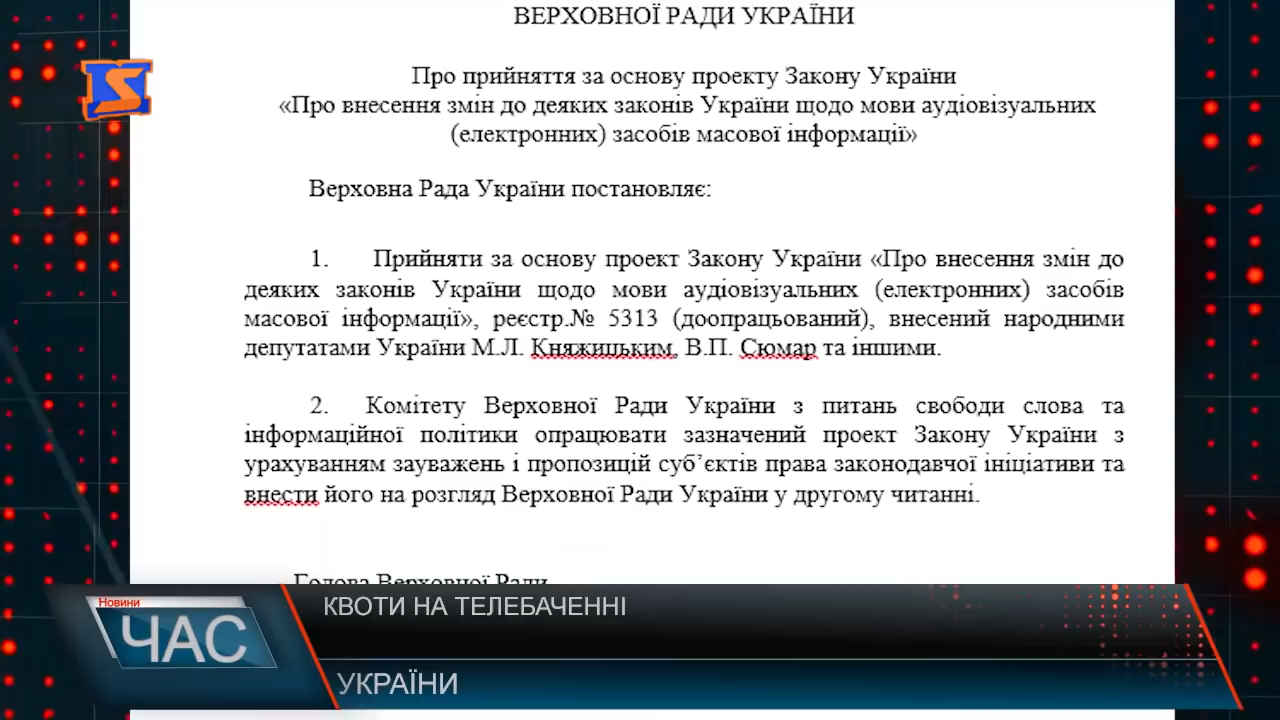 ВЕРХОВНОЇ РАДИ УКРАЇНИ
Про прийняття за основу проекту Закону України
«Про внесення змін до деяких законів України щодо мови аудіовізуальних
(електронних) засобів масової інформації»
Верховна Рада України постановляє:
1. Прийняти за основу проект Закону України «Про внесення змін до
деяких законів України щодо мови аудіовізуальних (електронних) засобів
масової інформації», реєстр.№ 5313 (доопрацьований), внесений народними
депутатами України М.Л. Княжицьким, В.П. Сюмар та іншими.
2. Комітету Верховної Ради України з питань свободи слова та
інформаційної політики опрацювати зазначений проект Закону України з
урахуванням зауважень і пропозицій суб’єктів права законодавчої ініціативи та
внести його на розгляд Верховної Ради України у другому читанні.
Голова Верховної Ради
Новини
ЧАС
КВОТИ НА ТЕЛЕБАЧЕННІ
УКРАЇНИ